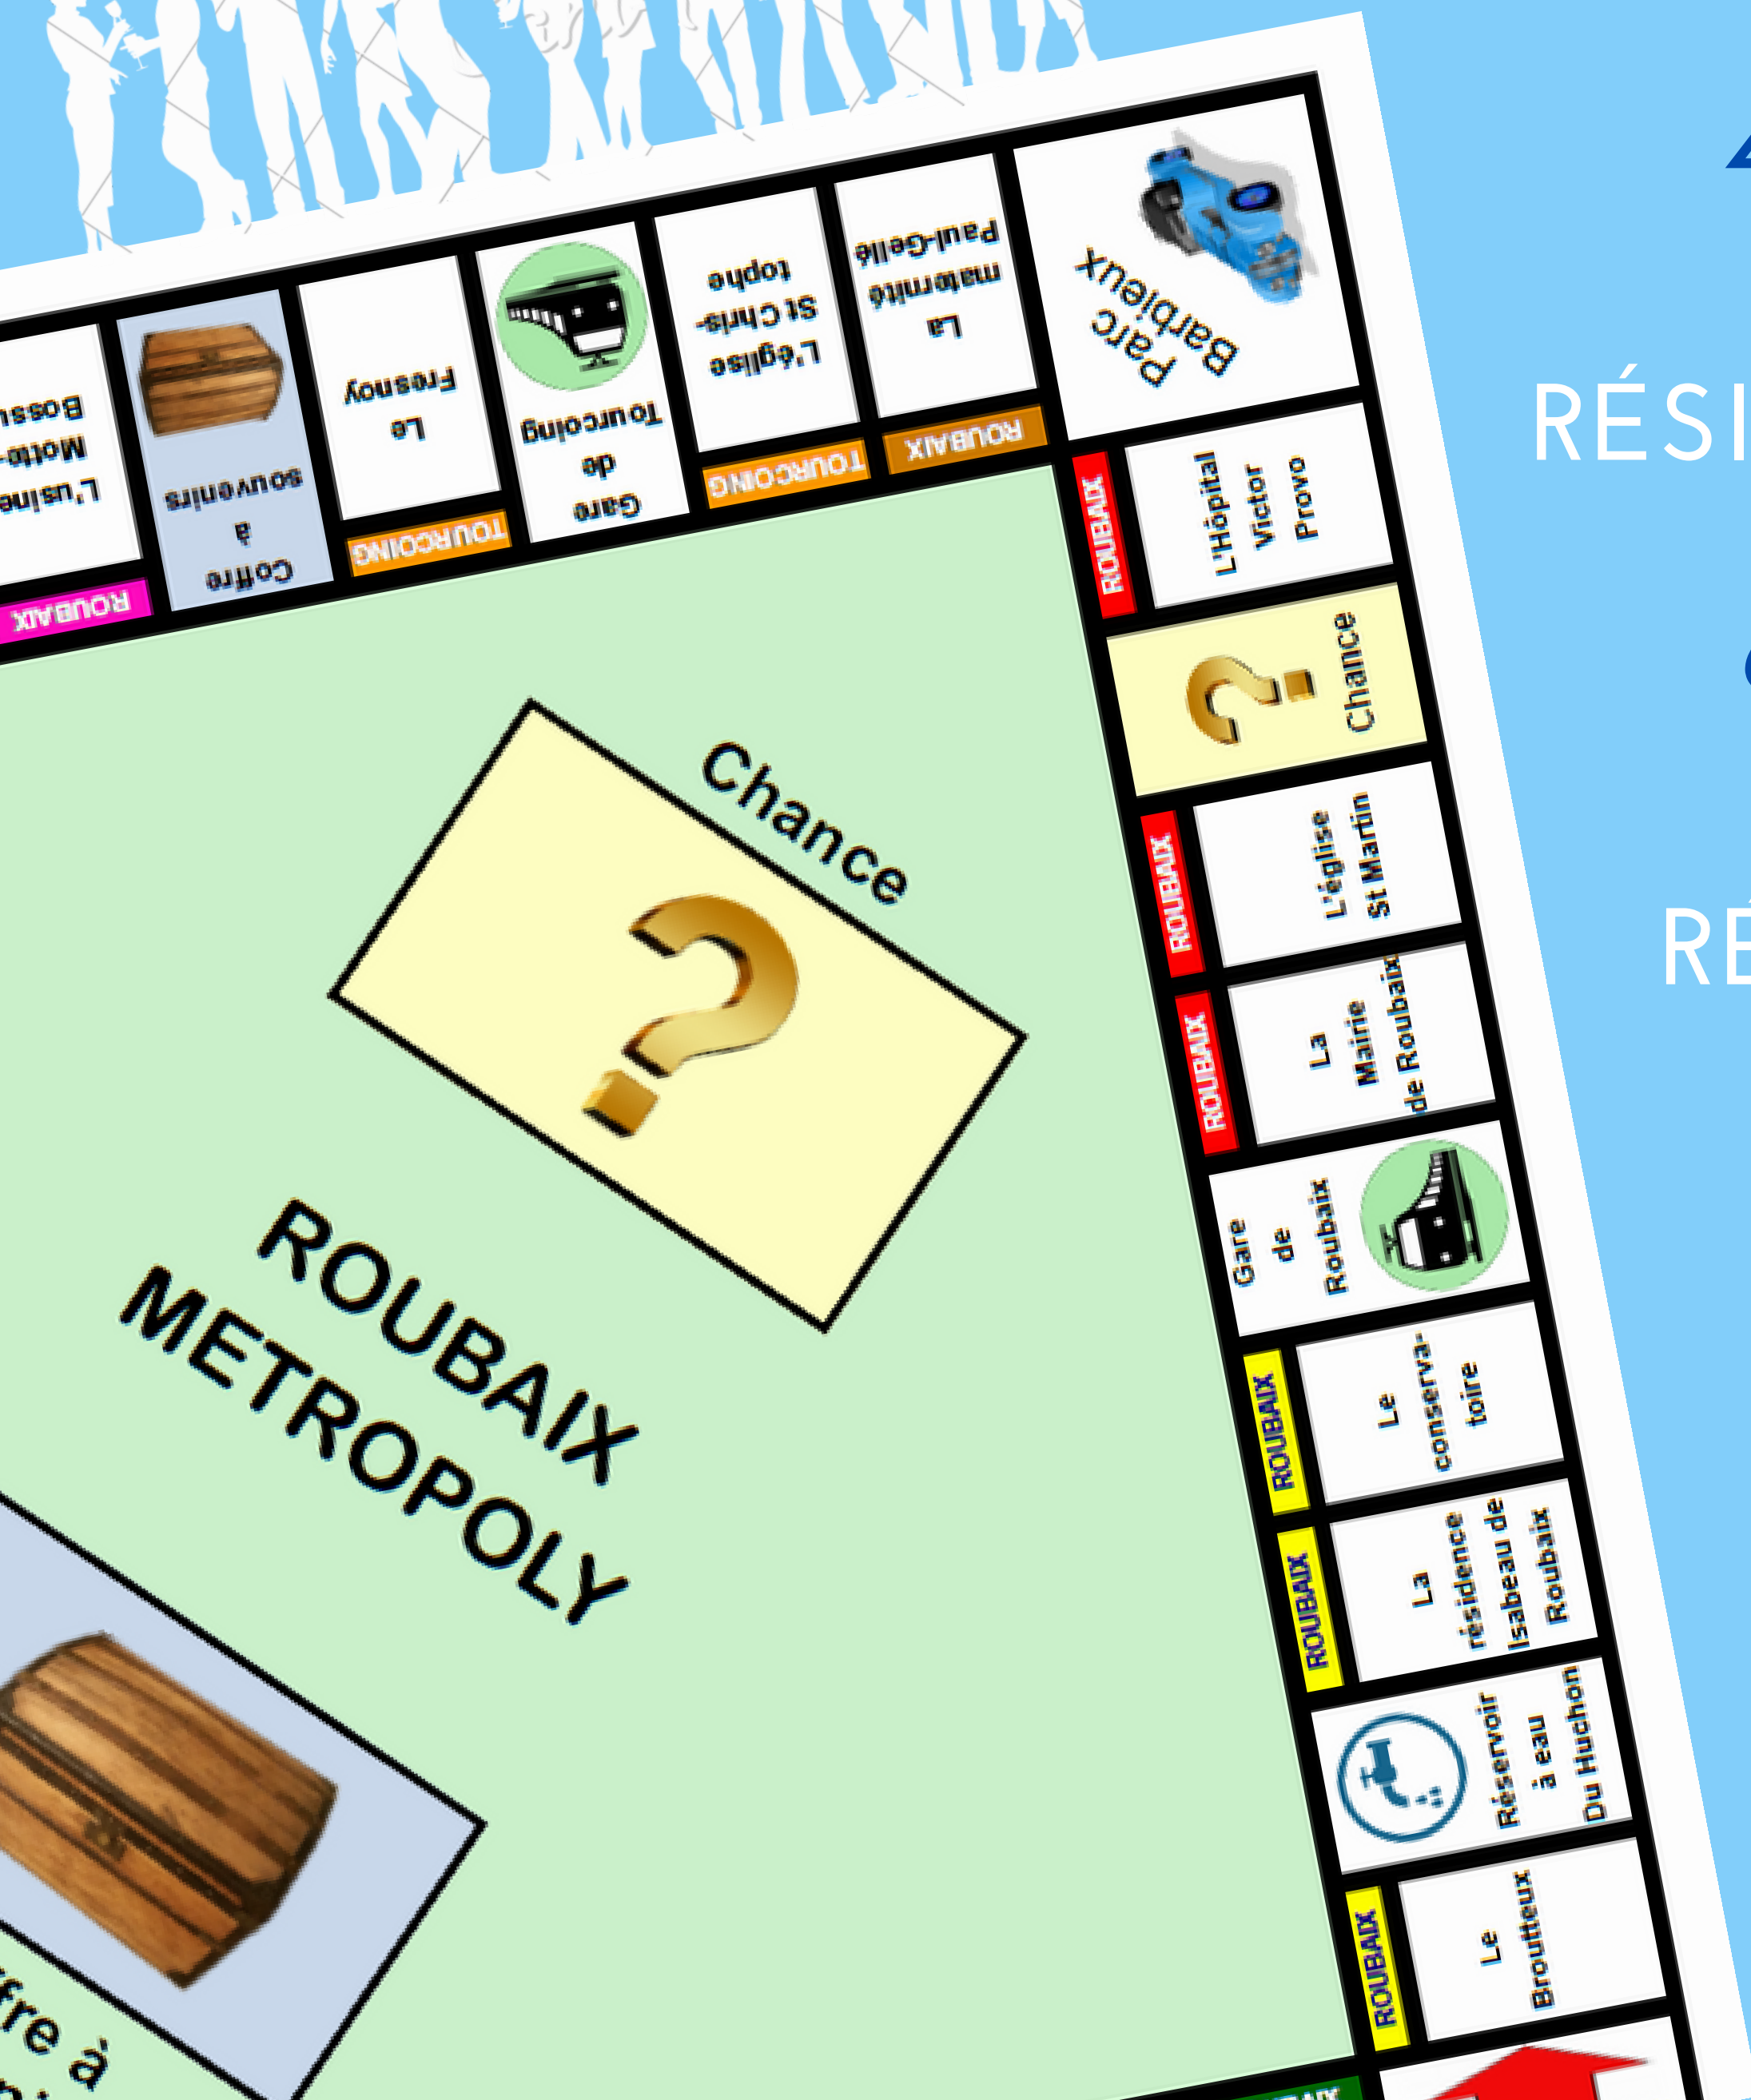 L'usine
Motte-
Bossu
ROUBAIX
Coffre
à
souvenirs
Le
Fresnoy
TOURCOING
Gare
de
Tourcoing
L'église
St Chris-
tophe
TOURCOING
La
maternité
Paul-Gellé
ROUBAIX
Parc
Barbieux
ROUBAIX
L'Hôpital
Victor
Provo
Chance
ROUBAIX
L'église
St Martin
ROUBAIX
La
Mairie
de Roubaix
Gare
de
Roubaix
ROUBAIX
Le
conserva-
toire
ROUBAIX
La
résidence
Isabeau de
Roubaix
Réservoir
à eau
Du Huchon
ROUBAIX
Le
Broutteux
Chance
ROUBAIX
METROPOLY
à
RÉSI
RÉ